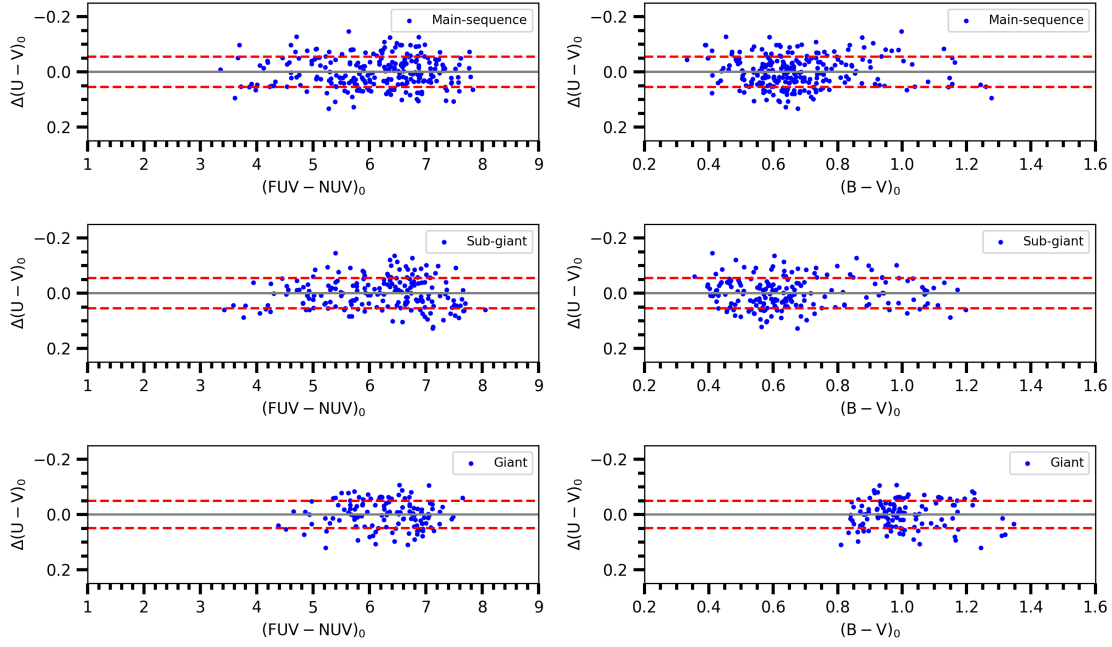 −0.2
0.0
0.2
Δ(U − V)₀
Main-sequence
1 2 3 4 5 6 7 8 9
(FUV − NUV)₀
−0.2
0.0
0.2
Δ(U − V)₀
Main-sequence
0.2 0.4 0.6 0.8 1.0 1.2 1.4 1.6
(B − V)₀
−0.2
0.0
0.2
Δ(U − V)₀
Sub-giant
1 2 3 4 5 6 7 8 9
(FUV − NUV)₀
−0.2
0.0
0.2
Δ(U − V)₀
Sub-giant
0.2 0.4 0.6 0.8 1.0 1.2 1.4 1.6
(B − V)₀
−0.2
0.0
0.2
Δ(U − V)₀
Giant
1 2 3 4 5 6 7 8 9
(FUV − NUV)₀
−0.2
0.0
0.2
Δ(U − V)₀
Giant
0.2 0.4 0.6 0.8 1.0 1.2 1.4 1.6
(B − V)₀